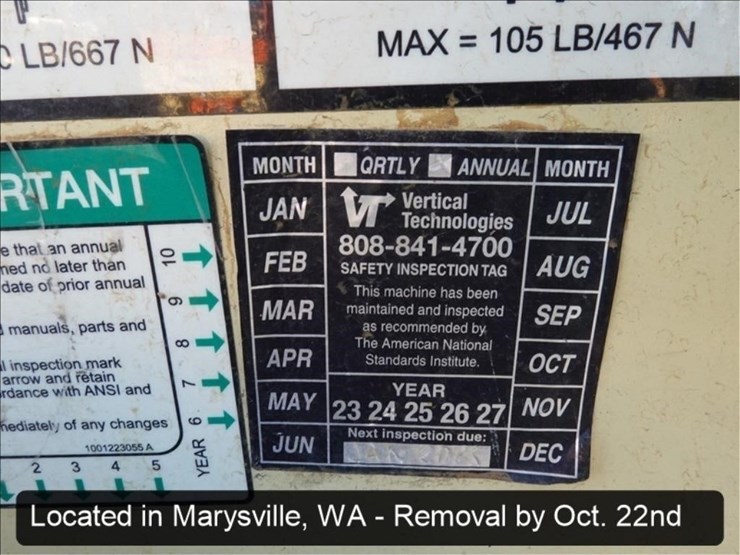 0 LB/667 N
MAX = 105 LB/467 N
RTANT
e that an annual
med no later than
date of prior annual
manuals, parts and
inspection mark
arrow and retain
rdance with ANSI and
mediately of any changes
1001223055 A
2 3 4 5
YEAR 6 7 8 9 10
MONTH QRTLY ANNUAL MONTH
JAN
FEB
MAR
APR
MAY
JUN
VT Vertical
Technologies
808-841-4700
SAFETY INSPECTION TAG
This machine has been
maintained and inspected
as recommended by
The American National
Standards Institute.
YEAR
23 24 25 26 27
Next inspection due:
JUL
AUG
SEP
OCT
NOV
DEC
Located in Marysville, WA - Removal by Oct. 22nd